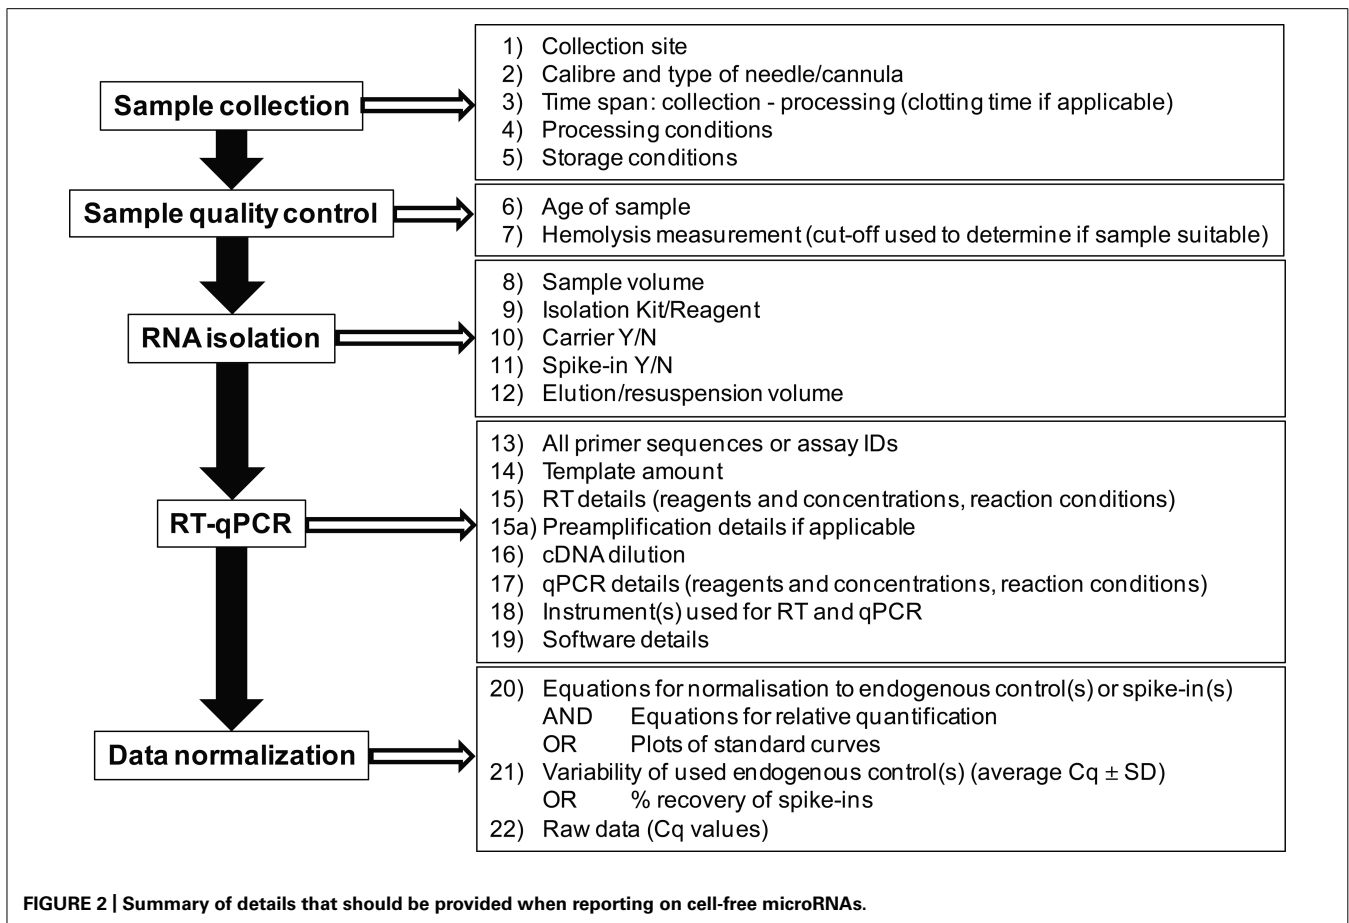 Sample collection
1) Collection site
2) Calibre and type of needle/cannula
3) Time span: collection - processing (clotting time if applicable)
4) Processing conditions
5) Storage conditions
Sample quality control
6) Age of sample
7) Hemolysis measurement (cut-off used to determine if sample suitable)
RNA isolation
8) Sample volume
9) Isolation Kit/Reagent
10) Carrier Y/N
11) Spike-in Y/N
12) Elution/resuspension volume
RT-qPCR
13) All primer sequences or assay IDs
14) Template amount
15) RT details (reagents and concentrations, reaction conditions)
15a) Preamplification details if applicable
16) cDNA dilution
17) qPCR details (reagents and concentrations, reaction conditions)
18) Instrument(s) used for RT and qPCR
19) Software details
Data normalization
20) Equations for normalisation to endogenous control(s) or spike-in(s)
AND Equations for relative quantification
OR Plots of standard curves
21) Variability of used endogenous control(s) (average Cq ± SD)
OR % recovery of spike-ins
22) Raw data (Cq values)
FIGURE 2 | Summary of details that should be provided when reporting on cell-free microRNAs.